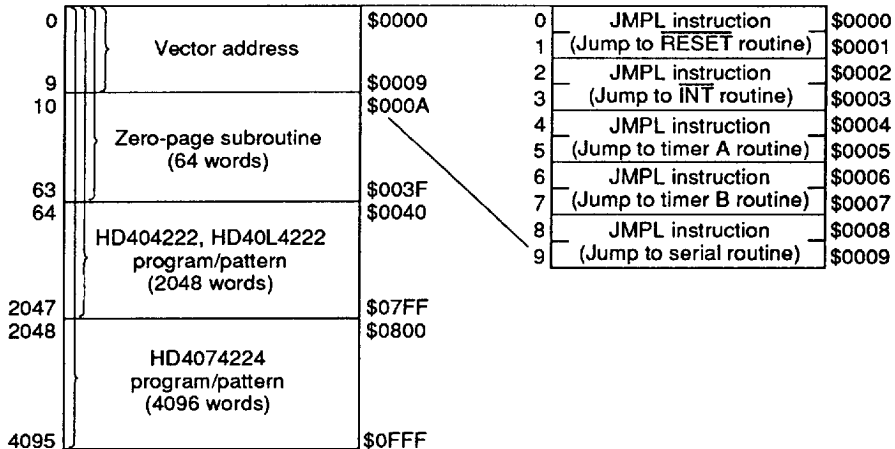 0
Vector address
$0000
9
$0009
10
$000A
Zero-page subroutine
(64 words)
63
$003F
64
$0040
HD404222, HD40L4222
program/pattern
(2048 words)
2047
$07FF
2048
$0800
HD4074224
program/pattern
(4096 words)
4095
$0FFF
0 JMPL instruction $0000
1 (Jump to RESET routine) $0001
2 JMPL instruction $0002
3 (Jump to INT routine) $0003
4 JMPL instruction $0004
5 (Jump to timer A routine) $0005
6 JMPL instruction $0006
7 (Jump to timer B routine) $0007
8 JMPL instruction $0008
9 (Jump to serial routine) $0009